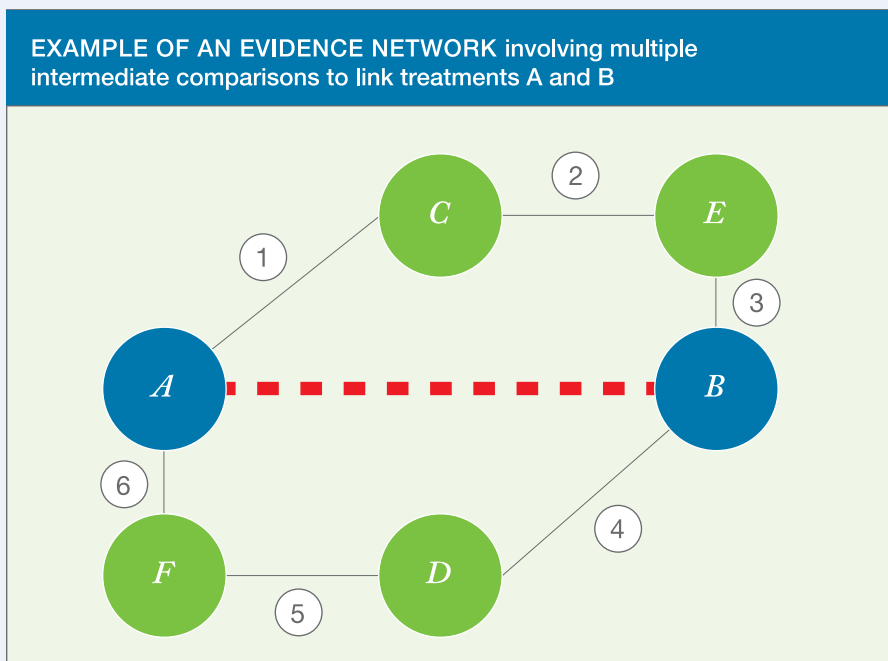 EXAMPLE OF AN EVIDENCE NETWORK involving multiple
intermediate comparisons to link treatments A and B
2
C
E
1
3
A
B
6
4
F
D
5